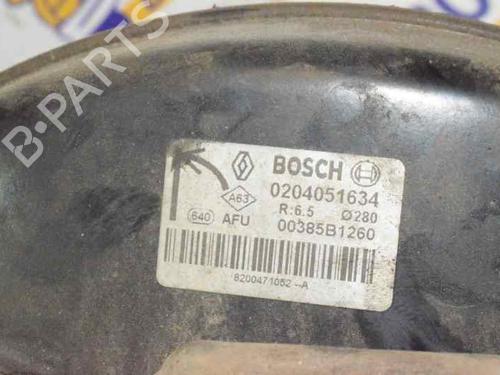 B-PARTS
BOSCH
0204051634
A63
R:6.5 Ø280
640 AFU 00385B1260
8200471052--A